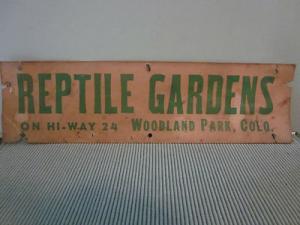 REPTILE GARDENS
ON HI-WAY 24 WOODLAND PARK, COLO.